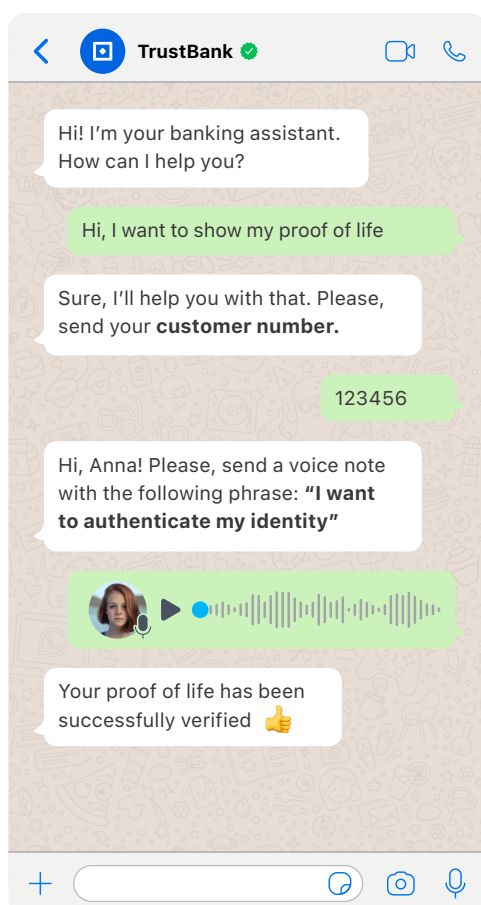 TrustBank
Hi! I'm your banking assistant.
How can I help you?
Hi, I want to show my proof of life
Sure, I'll help you with that. Please,
send your customer number.
123456
Hi, Anna! Please, send a voice note
with the following phrase: “I want
to authenticate my identity”
Your proof of life has been
successfully verified 👍